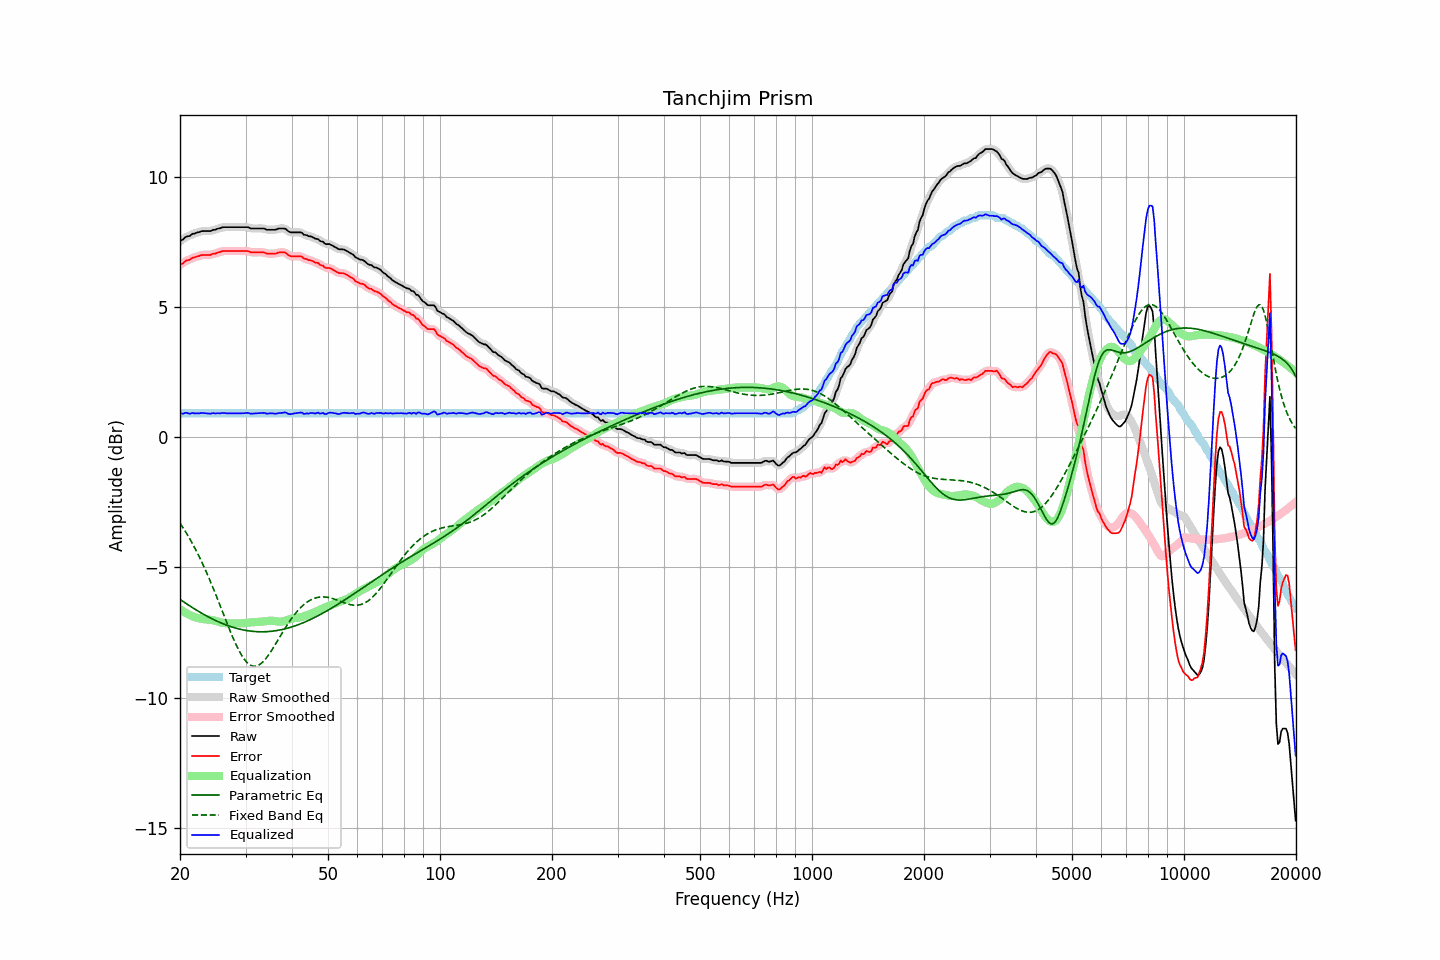 Tanchjim Prism
Amplitude (dBr)
10
5
0
−5
−10
−15
Target
Raw Smoothed
Error Smoothed
Raw
Error
Equalization
Parametric Eq
Fixed Band Eq
Equalized
20 50 100 200 500 1000 2000 5000 10000 20000
Frequency (Hz)